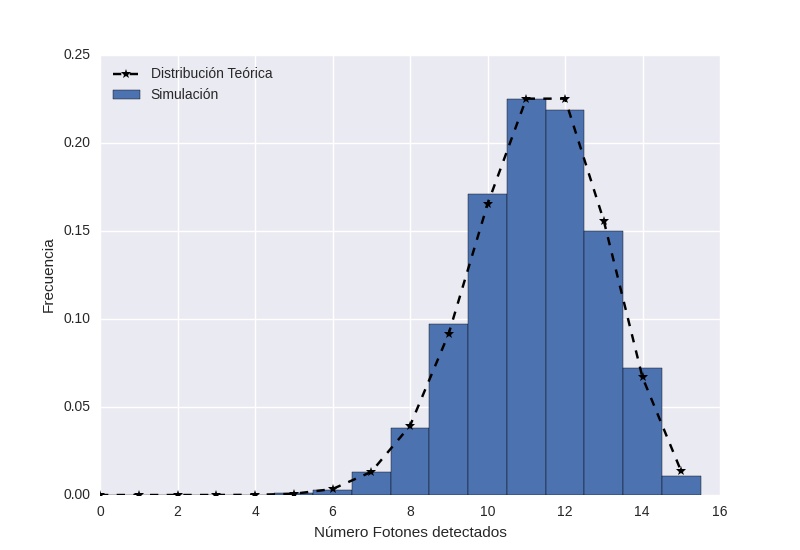 Distribución Teórica
Simulación
0.25
0.20
0.15
0.10
0.05
0.00
Frecuencia
0 2 4 6 8 10 12 14 16
Número Fotones detectados